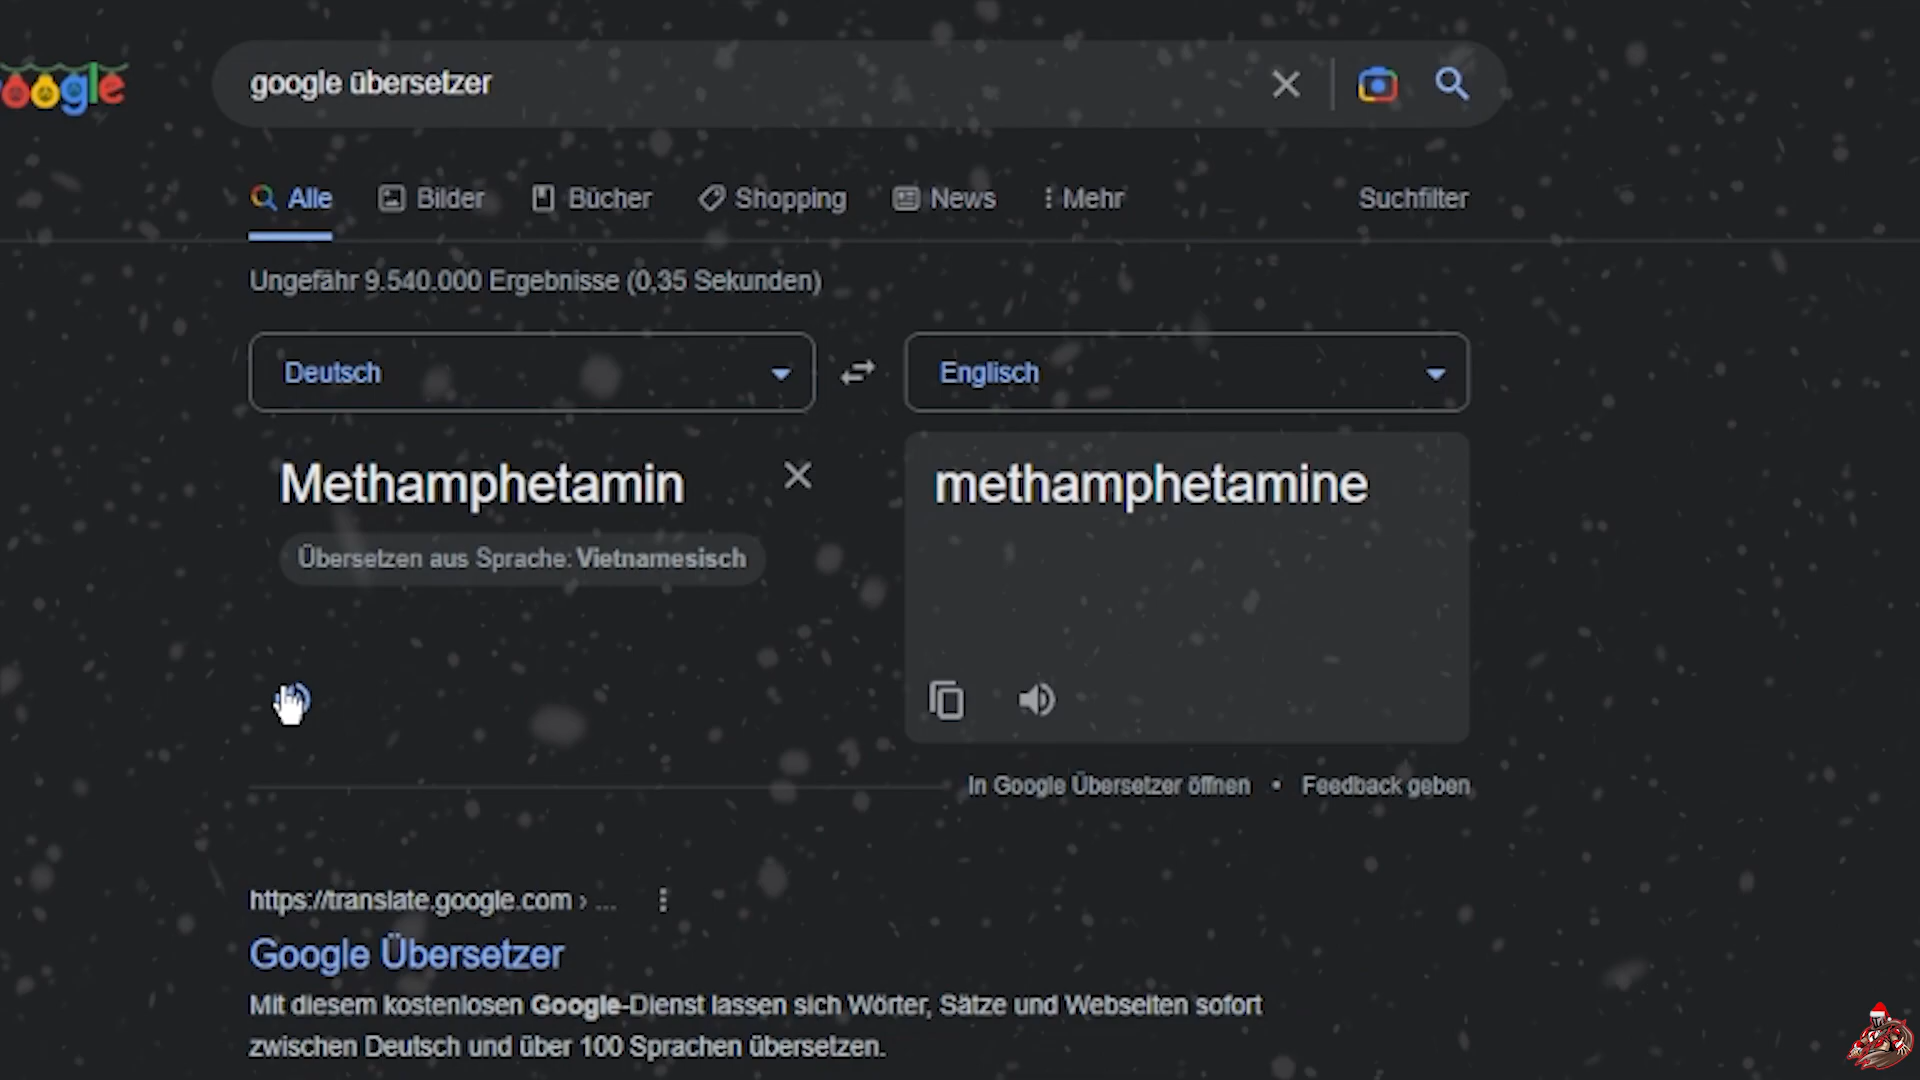 oogle
google übersetzer
Alle Bilder Bücher Shopping News Mehr Suchfilter
Ungefähr 9.540.000 Ergebnisse (0,35 Sekunden)
Deutsch Englisch
Methamphetamin methamphetamine
Übersetzen aus Sprache: Vietnamesisch
In Google Übersetzer öffnen • Feedback geben
https://translate.google.com › ...
Google Übersetzer
Mit diesem kostenlosen Google-Dienst lassen sich Wörter, Sätze und Webseiten sofort
zwischen Deutsch und über 100 Sprachen übersetzen.